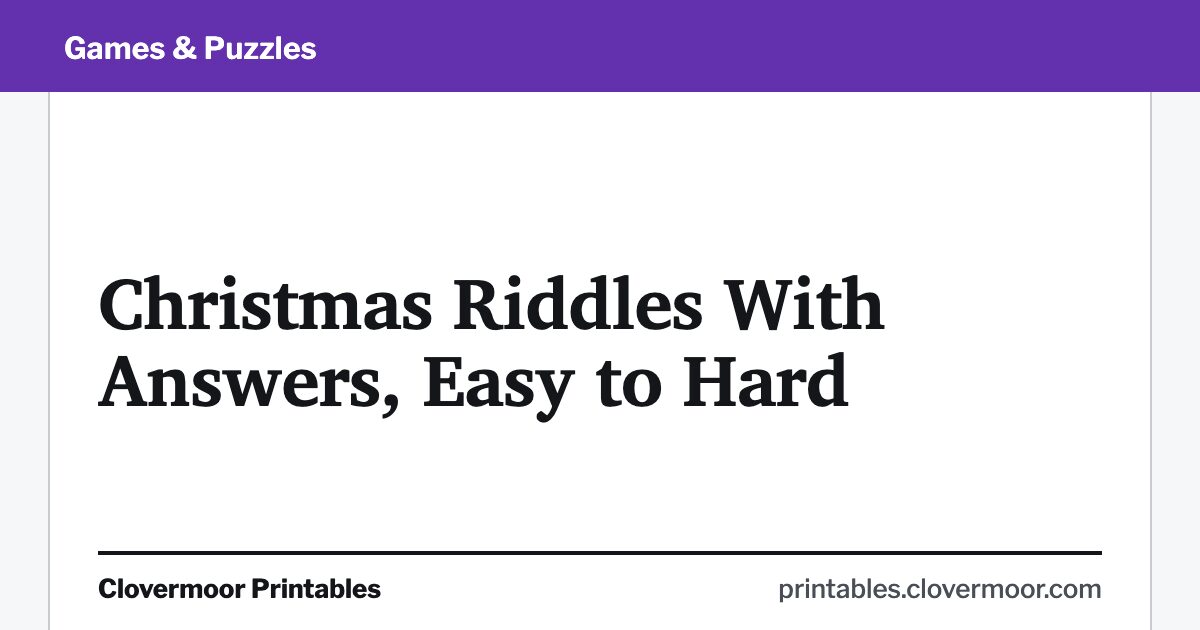 Games & Puzzles
Christmas Riddles With
Answers, Easy to Hard
Clovermoor Printables
printables.clovermoor.com